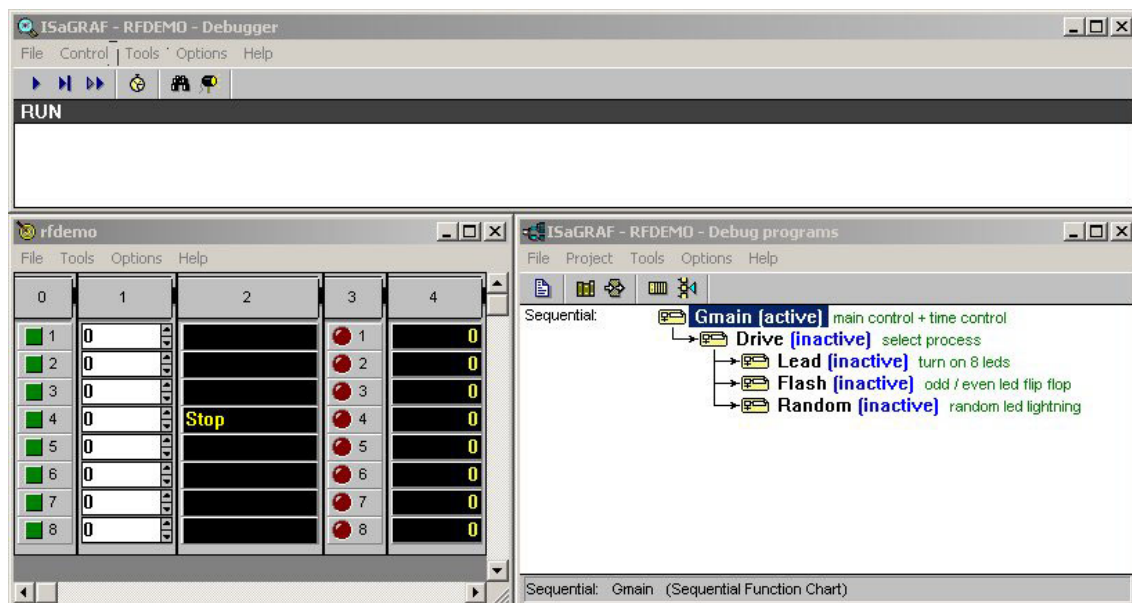 ISaGRAF - RFDEMO - Debugger
File Control Tools Options Help
RUN
rfdemo
File Tools Options Help
0 1 2 3 4
1 0 1 0
2 0 2 0
3 0 3 0
4 0 Stop 4 0
5 0 5 0
6 0 6 0
7 0 7 0
8 0 8 0
ISaGRAF - RFDEMO - Debug programs
File Project Tools Options Help
Sequential: Gmain (active) main control + time control
Drive (inactive) select process
Lead (inactive) turn on 8 leds
Flash (inactive) odd / even led flip flop
Random (inactive) random led lightning
Sequential: Gmain (Sequential Function Chart)